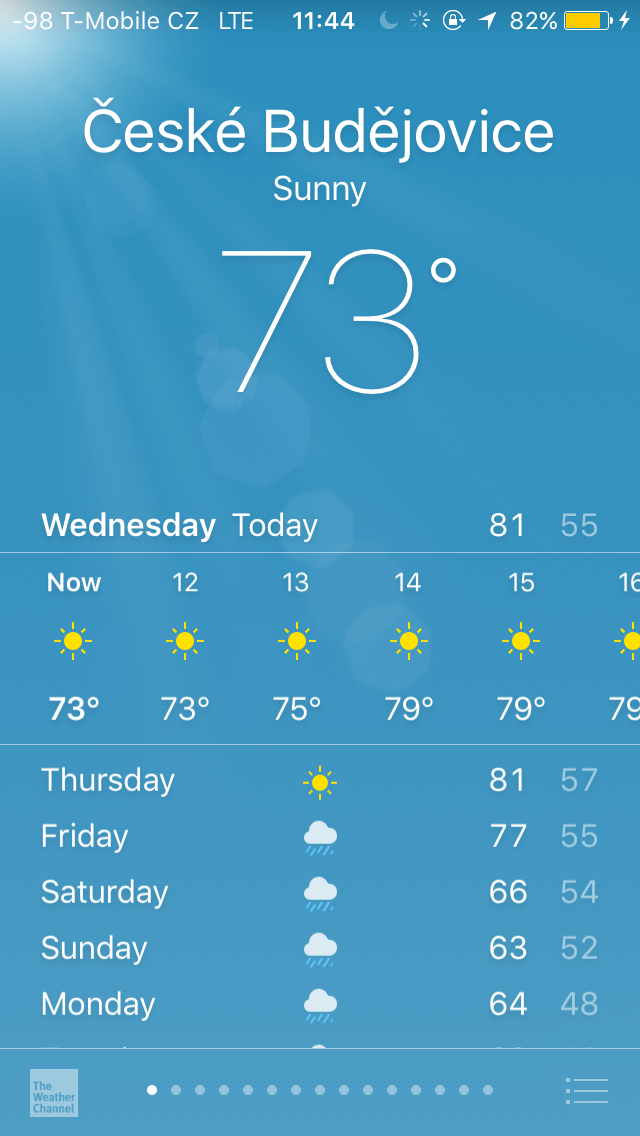 -98 T-Mobile CZ LTE 11:44 82%
České Budějovice
Sunny
73°
Wednesday Today 81 55
Now 12 13 14 15 16
73° 73° 75° 79° 79° 79
Thursday 81 57
Friday 77 55
Saturday 66 54
Sunday 63 52
Monday 64 48
The
Weather
Channel